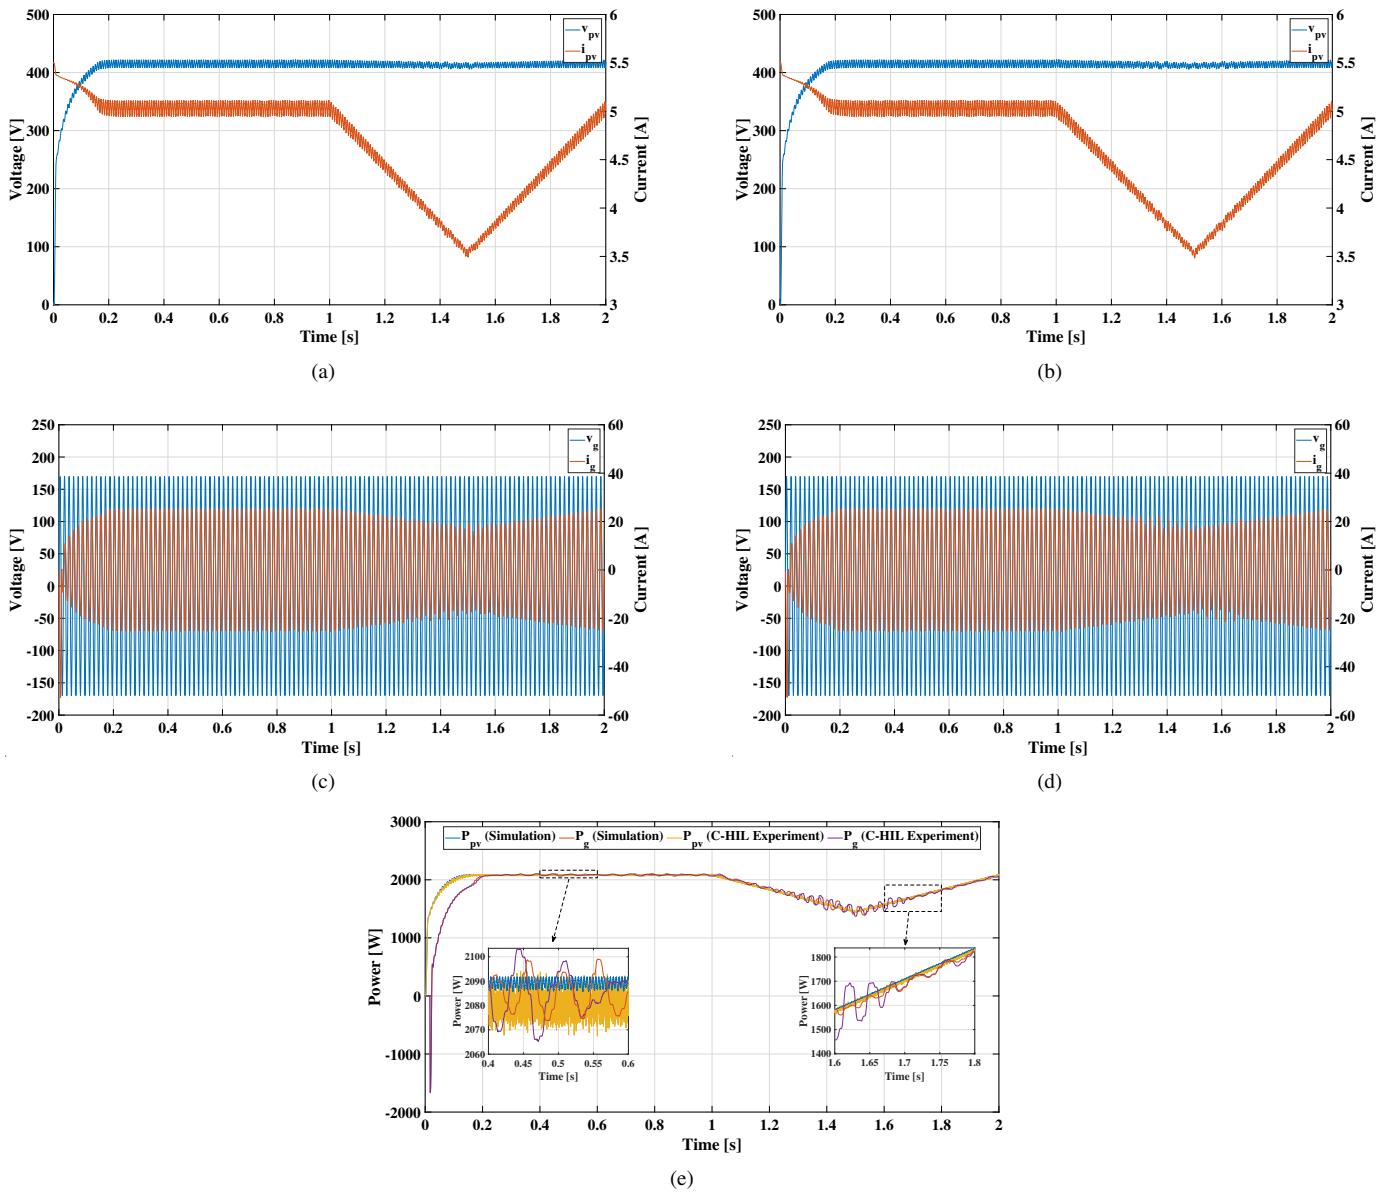 500
400
300
200
100
0
Voltage [V]
6
5.5
5
4.5
4
3.5
3
Current [A]
v_pv
i_pv
0 0.2 0.4 0.6 0.8 1 1.2 1.4 1.6 1.8 2
Time [s]
(a)
500
400
300
200
100
0
Voltage [V]
6
5.5
5
4.5
4
3.5
3
Current [A]
v_pv
i_pv
0 0.2 0.4 0.6 0.8 1 1.2 1.4 1.6 1.8 2
Time [s]
(b)
250
200
150
100
50
0
-50
-100
-150
-200
Voltage [V]
60
40
20
0
-20
-40
-60
Current [A]
v_g
i_g
0 0.2 0.4 0.6 0.8 1 1.2 1.4 1.6 1.8 2
Time [s]
(c)
250
200
150
100
50
0
-50
-100
-150
-200
Voltage [V]
60
40
20
0
-20
-40
-60
Current [A]
v_g
i_g
0 0.2 0.4 0.6 0.8 1 1.2 1.4 1.6 1.8 2
Time [s]
(d)
3000
2000
1000
0
-1000
-2000
Power [W]
P_pv (Simulation) P_g (Simulation) P_pv (C-HIL Experiment) P_g (C-HIL Experiment)
2100
2090
2080
2070
2060
Power [W]
0.4 0.45 0.5 0.55 0.6
Time [s]
1800
1700
1600
1500
1400
Power [W]
1.6 1.65 1.7 1.75 1.8
Time [s]
0 0.2 0.4 0.6 0.8 1 1.2 1.4 1.6 1.8 2
Time [s]
(e)